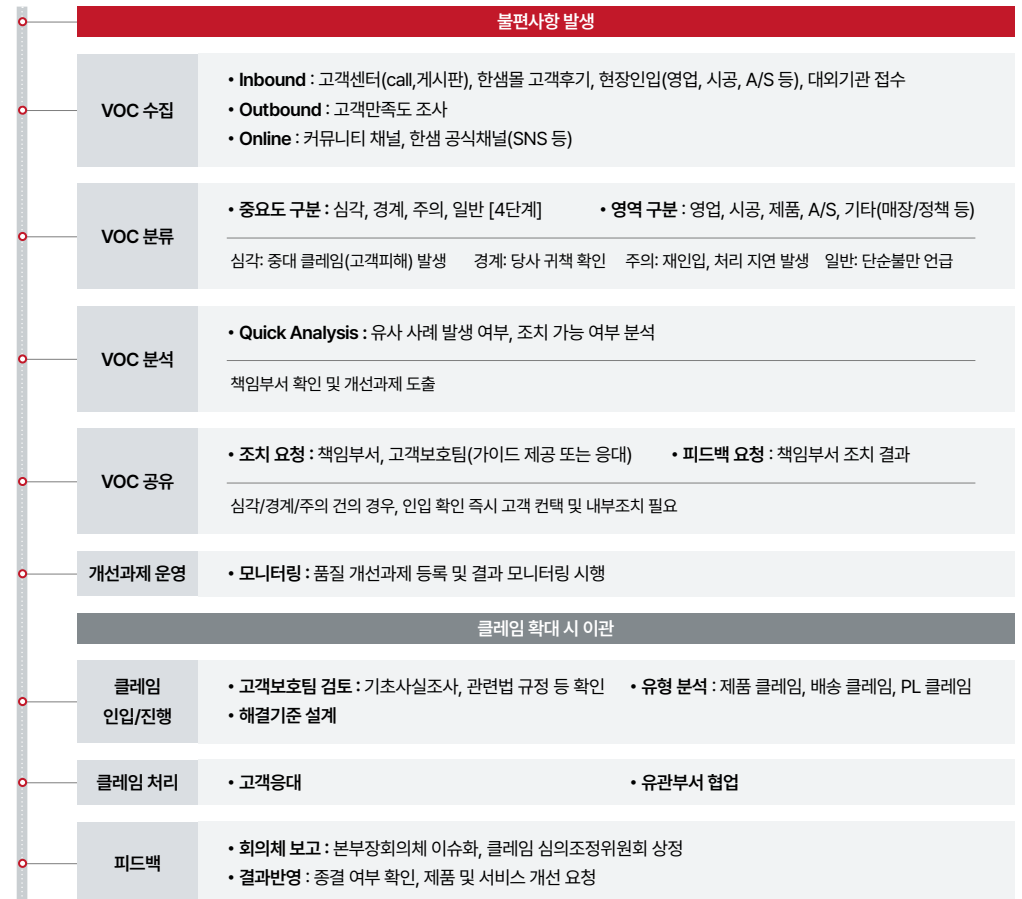 불편사항 발생
VOC 수집
• Inbound : 고객센터(call,게시판), 한샘몰 고객후기, 현장인입(영업, 시공, A/S 등), 대외기관 접수
• Outbound : 고객만족도 조사
• Online : 커뮤니티 채널, 한샘 공식채널(SNS 등)
VOC 분류
• 중요도 구분 : 심각, 경계, 주의, 일반 [4단계] • 영역 구분 : 영업, 시공, 제품, A/S, 기타(매장/정책 등)
심각: 중대 클레임(고객피해) 발생 경계: 당사 귀책 확인 주의: 재인입, 처리 지연 발생 일반: 단순불만 언급
VOC 분석
• Quick Analysis : 유사 사례 발생 여부, 조치 가능 여부 분석
책임부서 확인 및 개선과제 도출
VOC 공유
• 조치 요청 : 책임부서, 고객보호팀(가이드 제공 또는 응대) • 피드백 요청 : 책임부서 조치 결과
심각/경계/주의 건의 경우, 인입 확인 즉시 고객 컨택 및 내부조치 필요
개선과제 운영
• 모니터링 : 품질 개선과제 등록 및 결과 모니터링 시행
클레임 확대 시 이관
클레임
인입/진행
• 고객보호팀 검토 : 기초사실조사, 관련법 규정 등 확인 • 유형 분석 : 제품 클레임, 배송 클레임, PL 클레임
• 해결기준 설계
클레임 처리
• 고객응대 • 유관부서 협업
피드백
• 회의체 보고 : 본부장회의체 이슈화, 클레임 심의조정위원회 상정
• 결과반영 : 종결 여부 확인, 제품 및 서비스 개선 요청